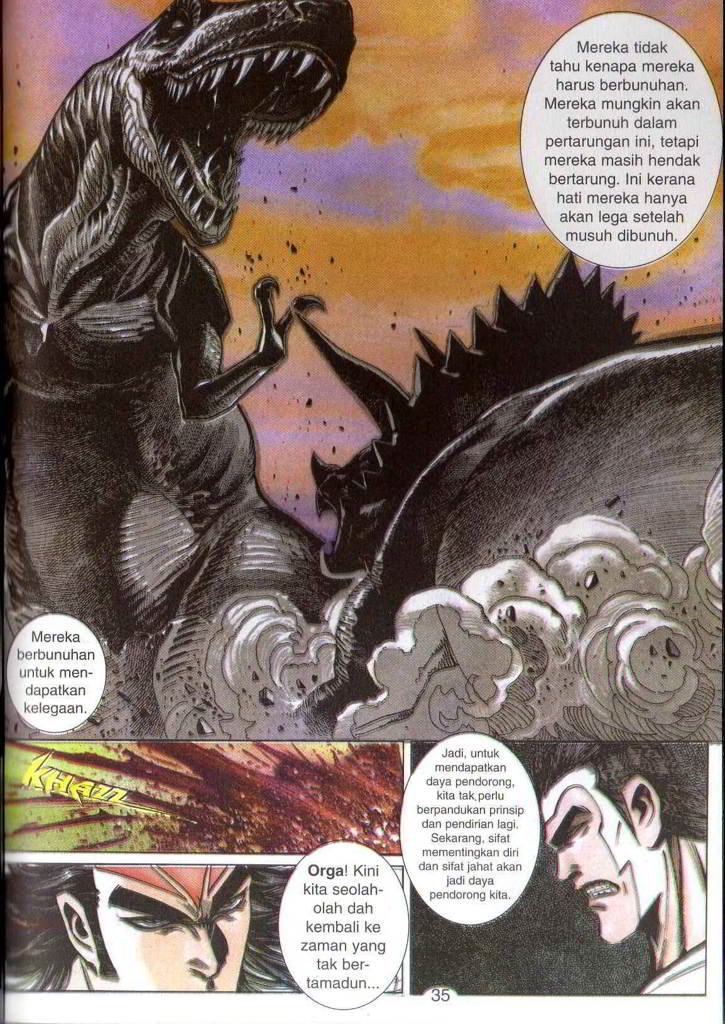 Mereka tidak
tahu kenapa mereka
harus berbunuhan.
Mereka mungkin akan
terbunuh dalam
pertarungan ini, tetapi
mereka masih hendak
bertarung. Ini kerana
hati mereka hanya
akan lega setelah
musuh dibunuh.
Mereka
berbunuhan
untuk men-
dapatkan
kelegaan.
KHAZZ
Jadi, untuk
mendapatkan
daya pendorong,
kita tak perlu
berpandukan prinsip
dan pendirian lagi.
Sekarang, sifat
mementingkan diri
dan sifat jahat akan
jadi daya
pendorong kita.
Orga! Kini
kita seolah-
olah dah
kembali ke
zaman yang
tak ber-
tamadun...
35